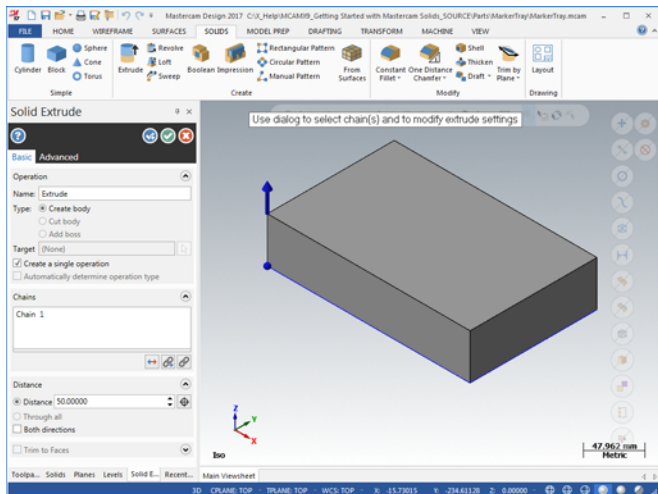 Mastercam Design 2017 C:\X_Help\MCAMX9_Getting Started with Mastercam Solids_SOURCE\Parts\MarkerTray\MarkerTray.mcam
FILE HOME WIREFRAME SURFACES SOLIDS MODEL PREP DRAFTING TRANSFORM MACHINE VIEW
Cylinder Block Sphere Cone Torus
Simple
Extrude Revolve Loft Sweep Boolean Impression Rectangular Pattern Circular Pattern Manual Pattern From Surfaces
Create
Constant Fillet One Distance Chamfer Shell Thicken Draft Trim by Plane
Modify
Layout
Drawing
Solid Extrude
Use dialog to select chain(s) and to modify extrude settings
Basic Advanced
Operation
Name: Extrude
Type: Create body
Cut body
Add boss
Target (None)
Create a single operation
Automatically determine operation type
Chains
Chain 1
Distance
Distance 50.00000
Through all
Both directions
Trim to Faces
Z
Y
X
Iso
47.962 mm
Metric
Toolpa... Solids Planes Levels Solid E... Recent... Main Viewsheet
3D CPLANE: TOP TPLANE: TOP WCS: TOP X: -15.73015 Y: -234.61128 Z: 0.00000